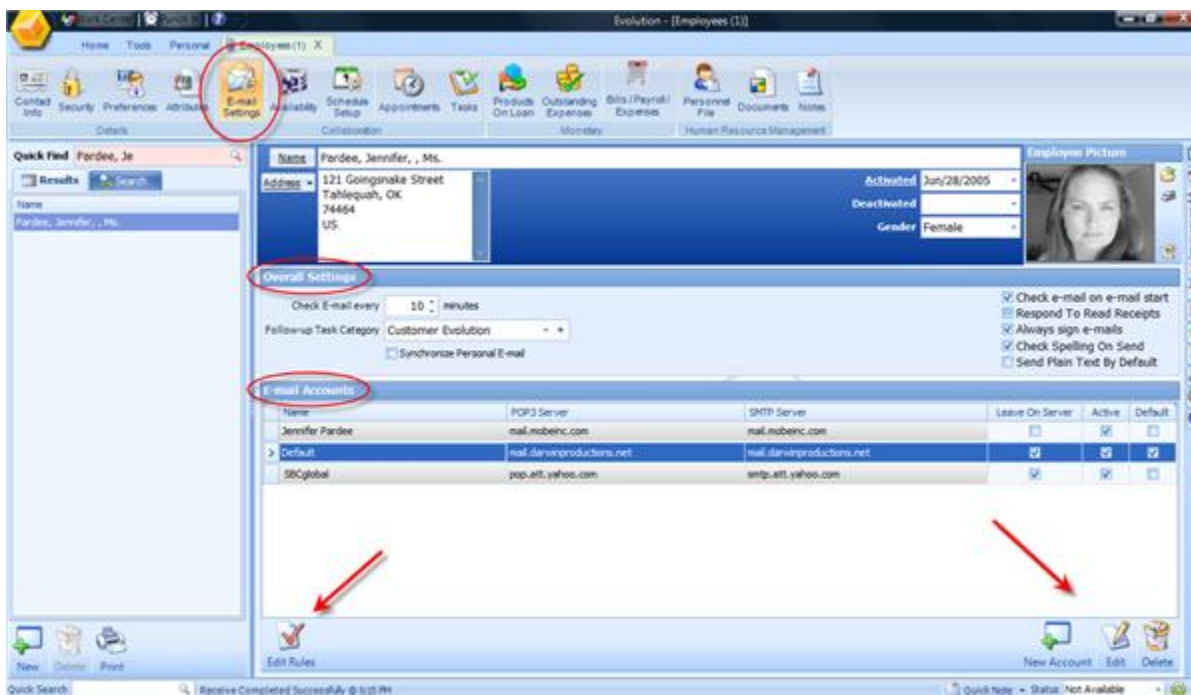 Evolution - [Employees (1)]
Home Tools Personal Employees (1) X
Contact Info Security Preferences Attributes E-mail Settings Availability Schedule Setup Appointments Tasks Products On Loan Outstanding Expenses Bills / Payroll / Expenses Personnel File Documents Notes
Details Collaboration Monetary Human Resource Management
Quick Find Pardee, Je
Results Search
Name
Pardee, Jennifer, , Ms.
Name Pardee, Jennifer, , Ms.
Address 121 Goingsnake Street
Tahlequah, OK
74464
US
Activated Jun/28/2005
Deactivated
Gender Female
Employee Picture
Overall Settings
Check E-mail every 10 minutes
Follow-up Task Category Customer Evolution
Synchronize Personal E-mail
Check e-mail on e-mail start
Respond To Read Receipts
Always sign e-mails
Check Spelling On Send
Send Plain Text By Default
E-mail Accounts
Name POP3 Server SMTP Server Leave On Server Active Default
Jennifer Pardee mail.mobeinc.com mail.mobeinc.com
Default mail.darwinproductions.net mail.darwinproductions.net
SBCglobal pop.att.yahoo.com smtp.att.yahoo.com
Edit Rules New Account Edit Delete
New Delete Print
Quick Search Receive Completed Successfully @ 6:15 PM Quick Note Status: Not Available